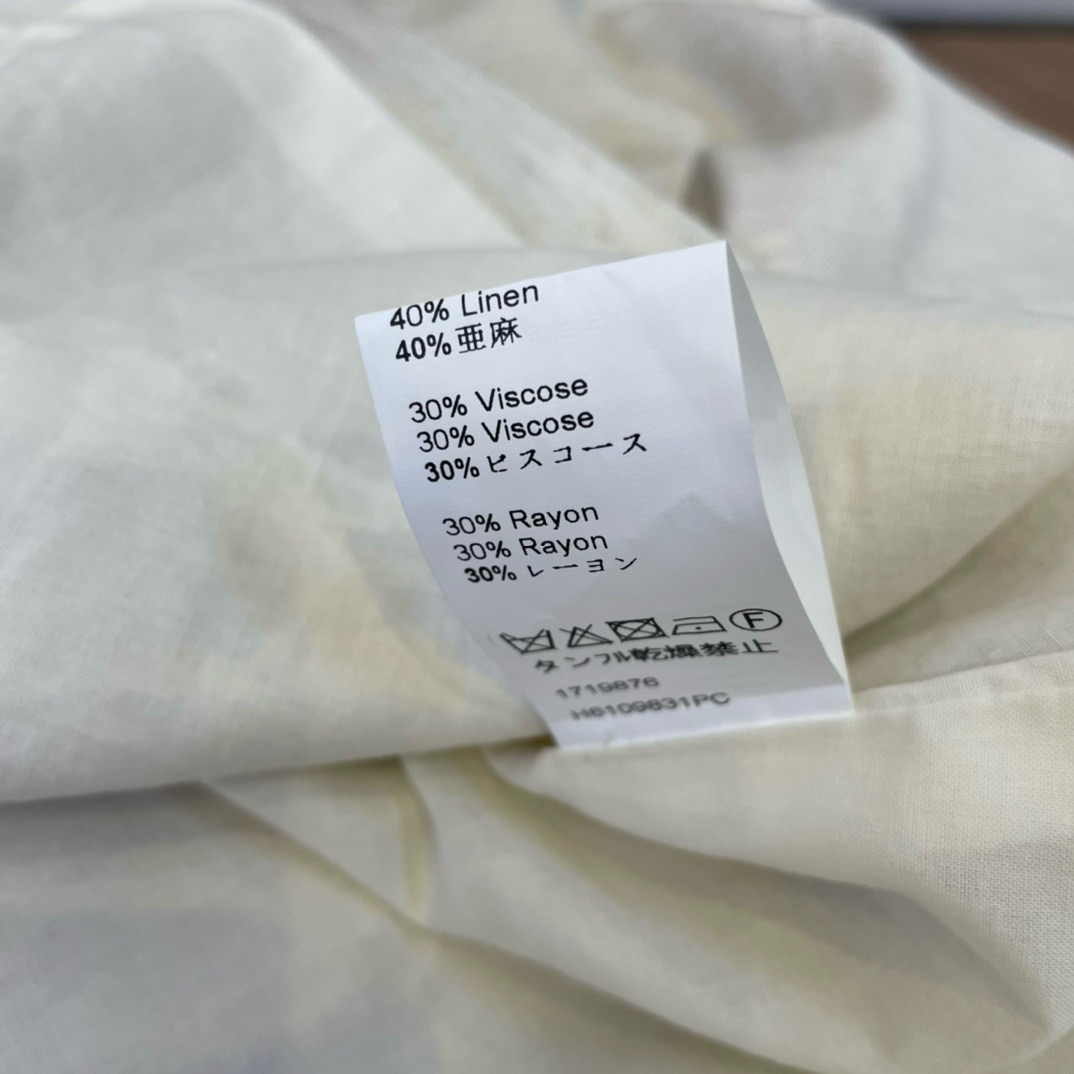 40% Linen
40% 亜麻
30% Viscose
30% Viscose
30% ビスコース
30% Rayon
30% Rayon
30% レーヨン
F
タンフル乾燥禁止
1719876
H6109831PC